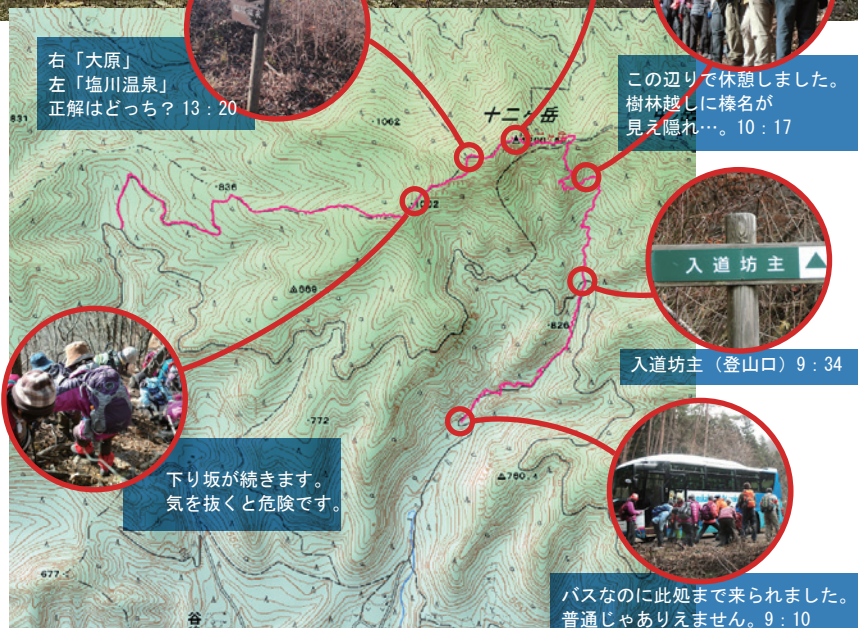 右「大原」
左「塩川温泉」
正解はどっち？ 13：20
この辺りで休憩しました。
樹林越しに榛名が
見え隠れ…。10：17
831
・1062
十二ヶ岳
・836
入道坊主
△869
・826
入道坊主（登山口）9：34
・772
下り坂が続きます。
気を抜くと危険です。
△760.4
677
谷
バスなのに此処まで来られました。
普通じゃありえません。9：10